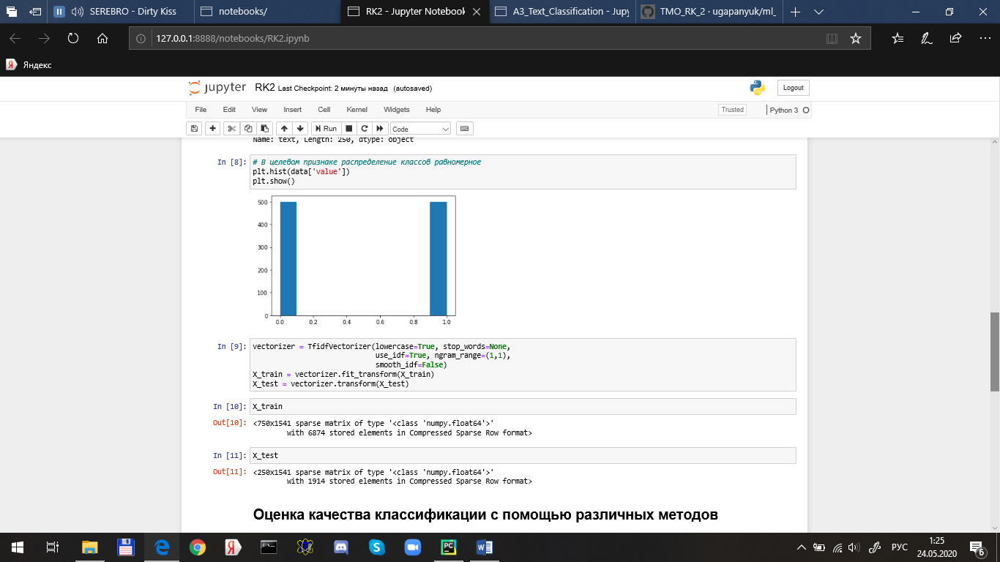 SEREBRO - Dirty Kiss
notebooks/
RK2 - Jupyter Notebook
A3_Text_Classification - Jupy
TMO_RK_2 · ugapanyuk/ml_
127.0.0.1:8888/notebooks/RK2.ipynb
Яндекс
jupyter RK2 Last Checkpoint: 2 минуты назад (autosaved)
Logout
File Edit View Insert Cell Kernel Widgets Help
Trusted
Python 3
Run
Code
Name: text, Length: 250, dtype: object
In [8]: # В целевом признаке распределение классов равномерное
plt.hist(data['value'])
plt.show()
500
400
300
200
100
0
0.0 0.2 0.4 0.6 0.8 1.0
In [9]: vectorizer = TfidfVectorizer(lowercase=True, stop_words=None,
use_idf=True, ngram_range=(1,1),
smooth_idf=False)
X_train = vectorizer.fit_transform(X_train)
X_test = vectorizer.transform(X_test)
In [10]: X_train
Out[10]: <750x1541 sparse matrix of type '<class 'numpy.float64'>'
with 6874 stored elements in Compressed Sparse Row format>
In [11]: X_test
Out[11]: <250x1541 sparse matrix of type '<class 'numpy.float64'>'
with 1914 stored elements in Compressed Sparse Row format>
Оценка качества классификации с помощью различных методов
РУС
1:25
24.05.2020
6